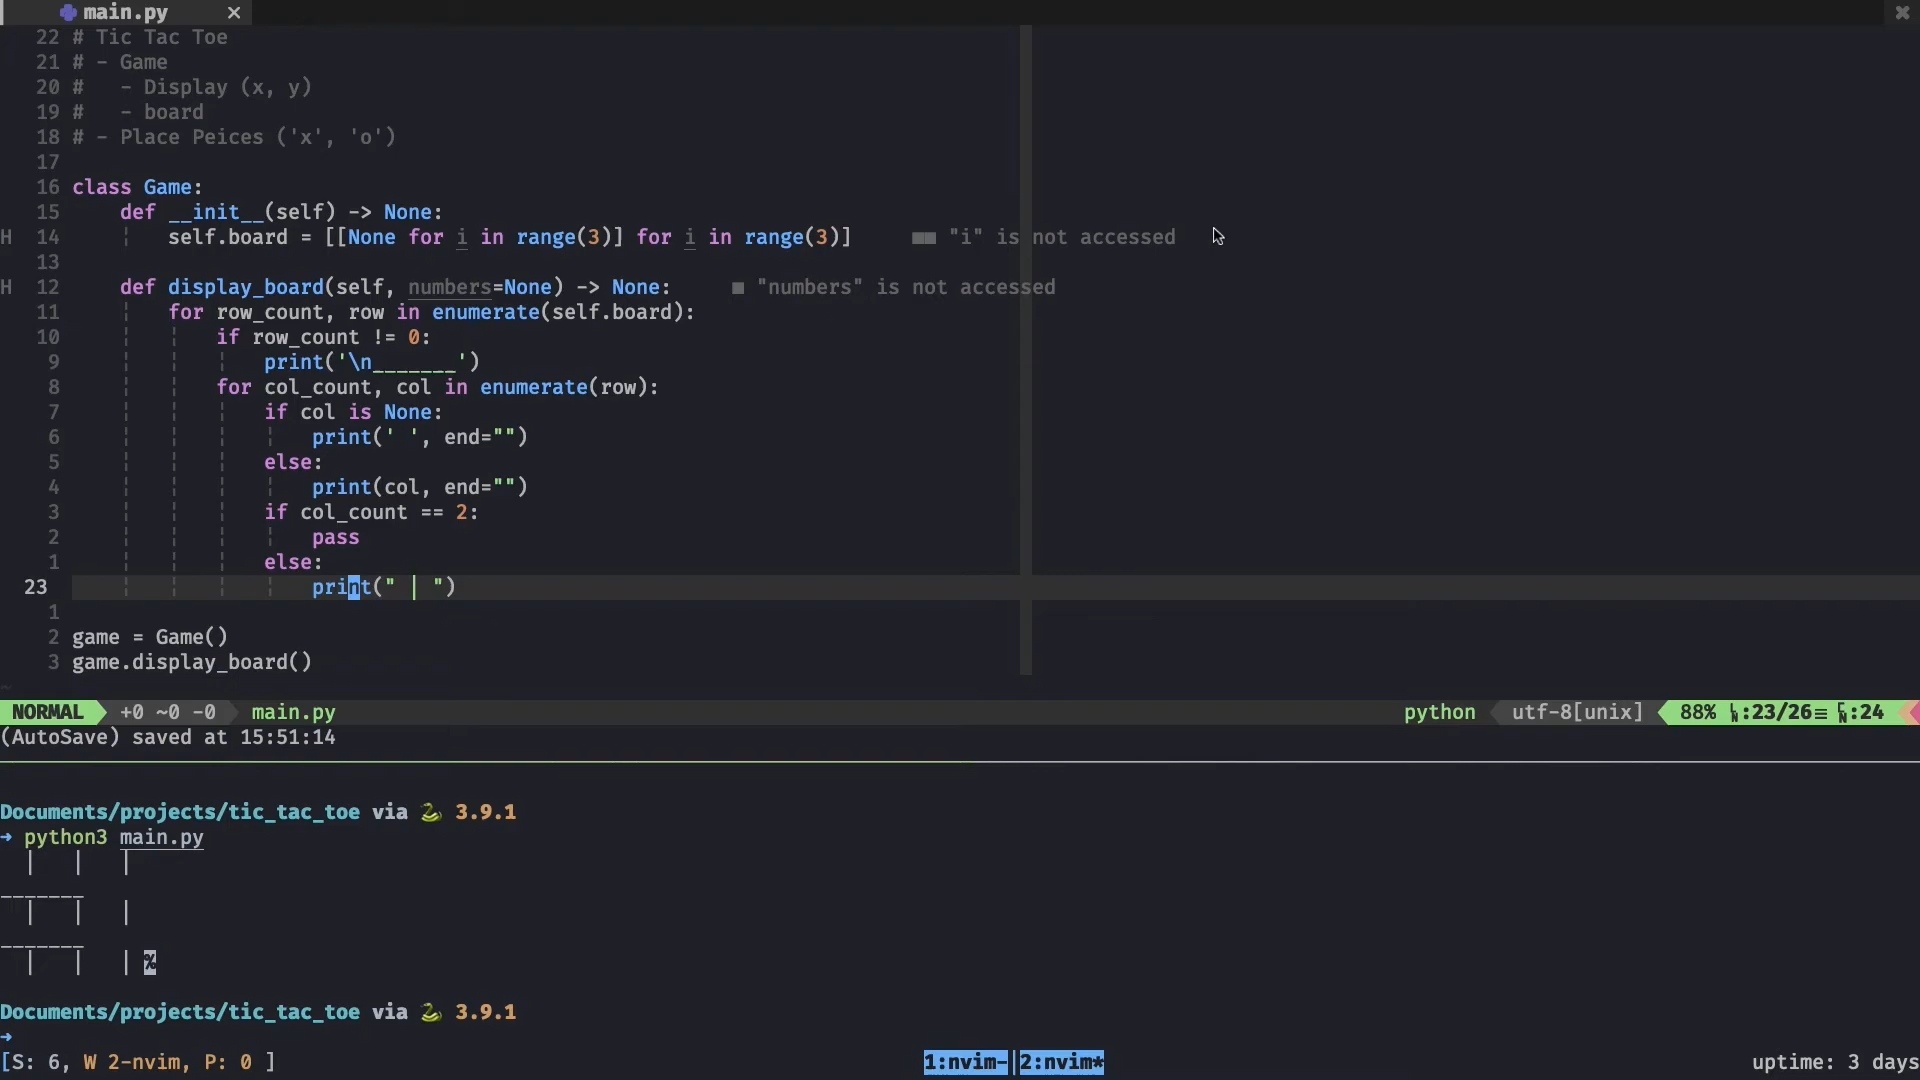 main.py ×
22 # Tic Tac Toe
21 # - Game
20 #   - Display (x, y)
19 #   - board
18 # - Place Peices ('x', 'o')
17
16 class Game:
15     def __init__(self) -> None:
H 14         self.board = [[None for i in range(3)] for i in range(3)]     ■■ "i" is not accessed
13
H 12     def display_board(self, numbers=None) -> None:     ■ "numbers" is not accessed
11         for row_count, row in enumerate(self.board):
10             if row_count != 0:
9                 print('\n_______')
8             for col_count, col in enumerate(row):
7                 if col is None:
6                     print(' ', end="")
5                 else:
4                     print(col, end="")
3                 if col_count == 2:
2                     pass
1                 else:
23                     print(" | ")
1
2 game = Game()
3 game.display_board()
~
NORMAL +0 ~0 -0 main.py python utf-8[unix] 88% :23/26≡ :24
(AutoSave) saved at 15:51:14
Documents/projects/tic_tac_toe via 🐍 3.9.1
→ python3 main.py
  |   |   |
_______
  |   |   |
_______
  |   |   | %
Documents/projects/tic_tac_toe via 🐍 3.9.1
→
[S: 6, W 2-nvim, P: 0 ] 1:nvim-|2:nvim* uptime: 3 days